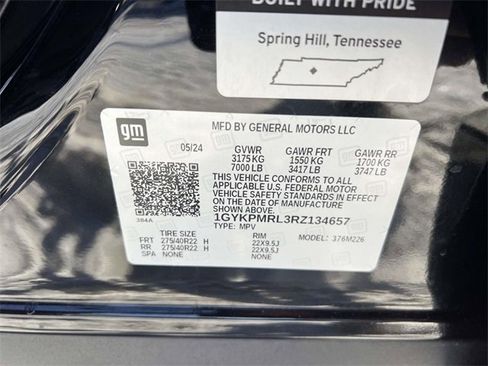 BUILT WITH PRIDE
Spring Hill, Tennessee
gm
MFD BY GENERAL MOTORS LLC
05/24
GVWR GAWR FRT GAWR RR
3175 KG 1550 KG 1700 KG
7000 LB 3417 LB 3747 LB
THIS VEHICLE CONFORMS TO ALL
APPLICABLE U.S. FEDERAL MOTOR
VEHICLE SAFETY STANDARDS IN EFFECT
ON THE DATE OF MANUFACTURE
SHOWN ABOVE.
1GYKPMRL3RZ134657
384A
TYPE: MPV
MODEL: 376M226
TIRE SIZE RIM
FRT 275/40R22 H 22X9.5J
RR 275/40R22 H 22X9.5J
SPA NONE NONE